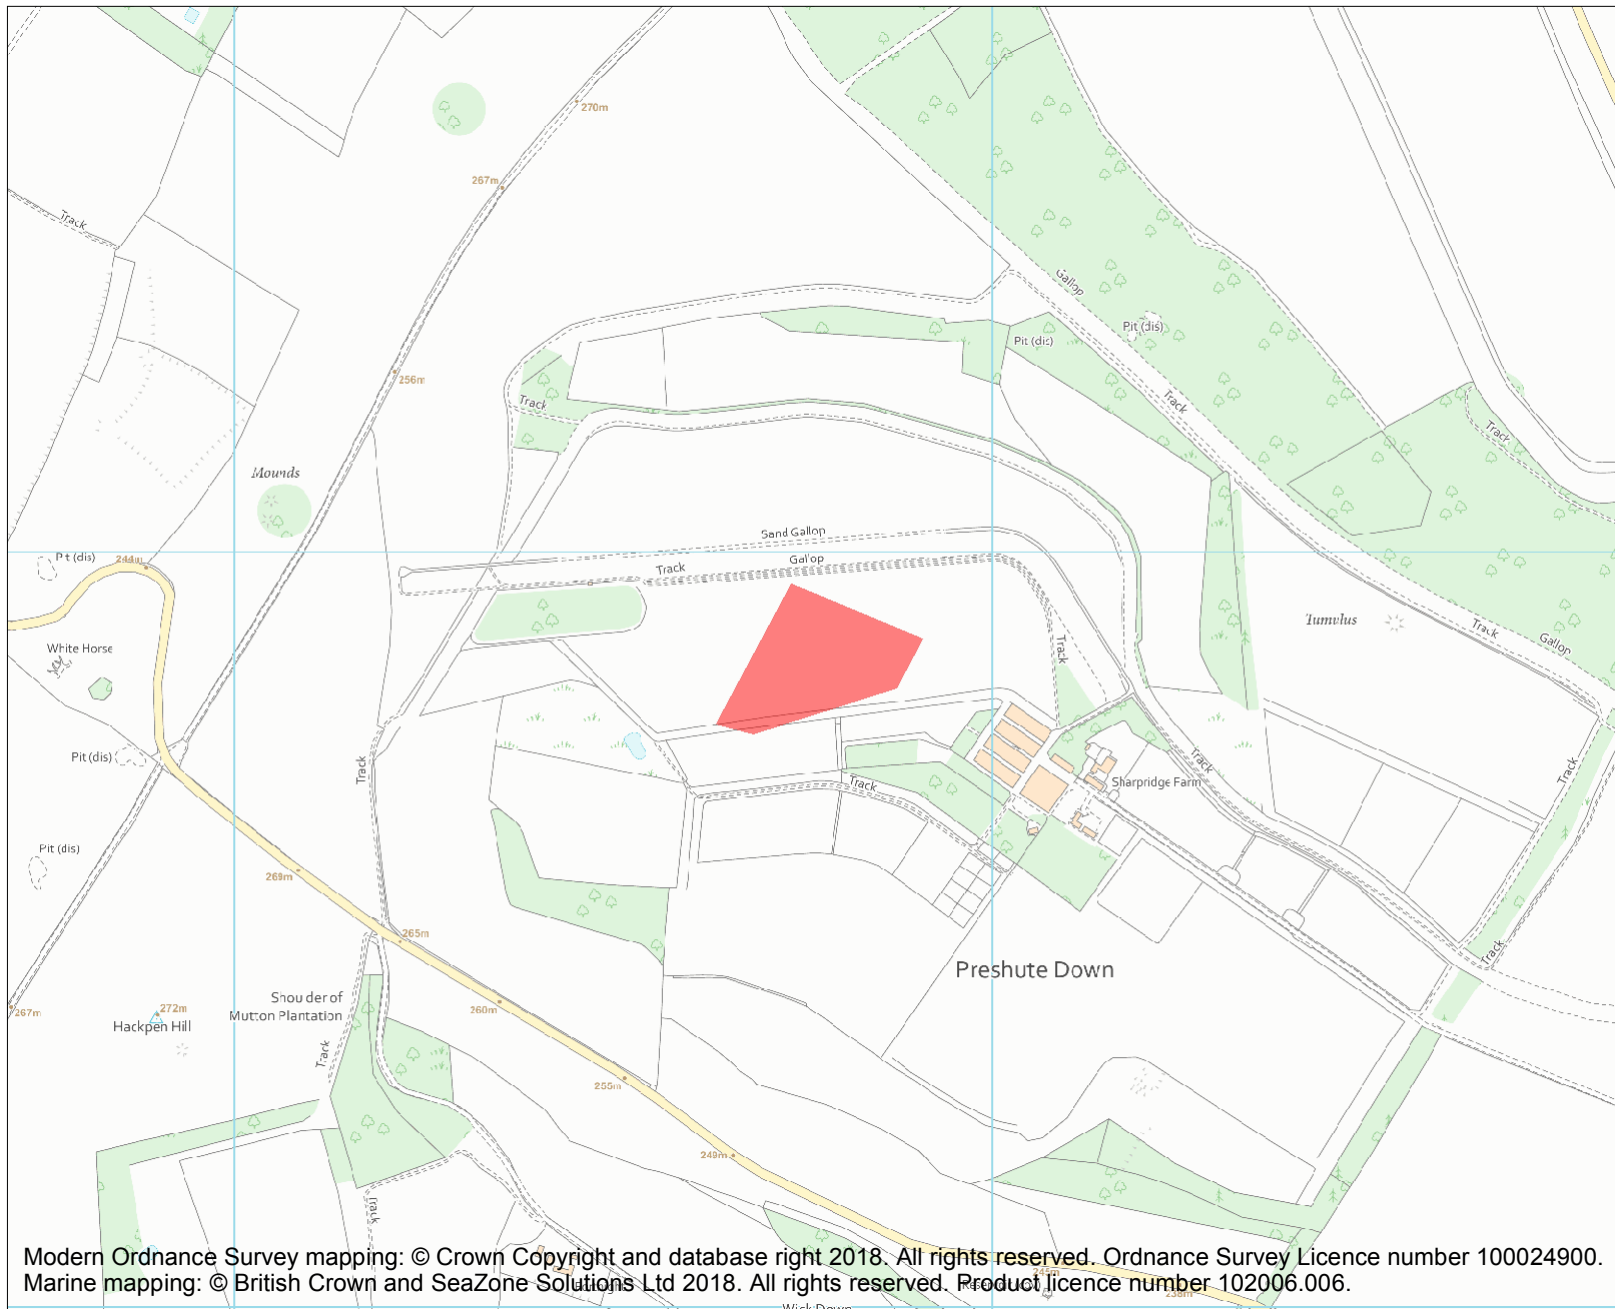 270m
267m
Track
Gallop
Pit (dis)
Pit (dis)
256m
Track
Track
Track
Mounds
Sand Gallop
Gallop
Track
Pit (dis)
244m
Tumulus
Track
Gallop
White Horse
Track
Pit (dis)
Track
Track
Track
Track
Sharpridge Farm
Pit (dis)
269m
265m
Track
Preshute Down
Shoulder of
Mutton Plantation
272m
267m
Hackpen Hill
260m
Track
255m
249m
Track
Modern Ordnance Survey mapping: © Crown Copyright and database right 2018. All rights reserved. Ordnance Survey Licence number 100024900.
245m
Marine mapping: © British Crown and SeaZone Solutions Ltd 2018. All rights reserved. Product licence number 102006.006.
238m
Wick Down